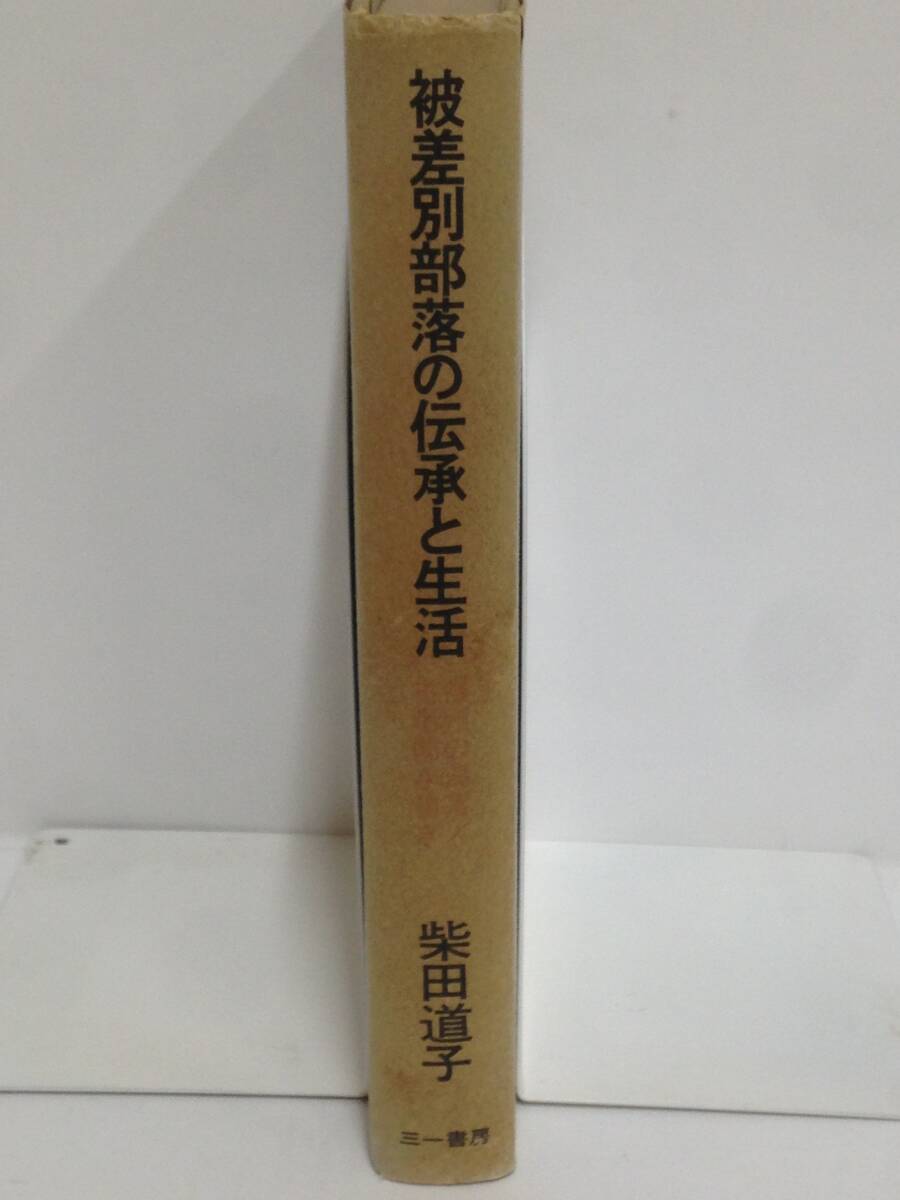 被差別部落の伝承と生活
柴田道子
三一書房